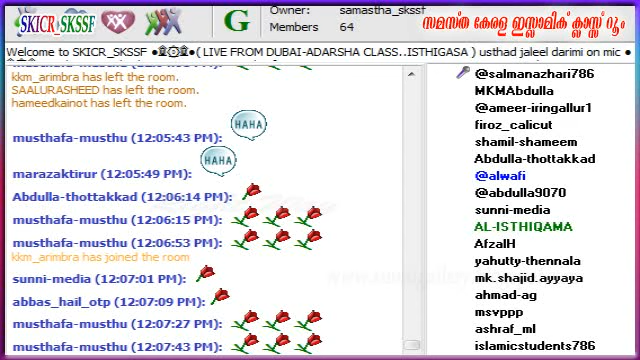 SKICR_SKSSF
G
Owner: samastha_skssf
Members 64
സമസ്ത കേരള ഇസ്ലാമിക് ക്ലാസ്സ് റൂം
Welcome to SKICR_SKSSF ●۩۞۩●( LIVE FROM DUBAI-ADARSHA CLASS..ISTHIGASA ) usthad jaleel darimi on mic ●
kkm_arimbra has left the room.
SAALURASHEED has left the room.
hameedkainot has left the room.
musthafa-musthu (12:05:43 PM): HAHA
marazaktirur (12:05:49 PM): HAHA
Abdulla-thottakkad (12:06:14 PM):
musthafa-musthu (12:06:15 PM):
musthafa-musthu (12:06:53 PM):
kkm_arimbra has joined the room
sunni-media (12:07:01 PM):
abbas_hail_otp (12:07:09 PM):
musthafa-musthu (12:07:27 PM):
musthafa-musthu (12:07:43 PM):
@salmanazhari786
MKMAbdulla
@ameer-iringallur1
firoz_calicut
shamil-shameem
Abdulla-thottakkad
@alwafi
@abdulla9070
sunni-media
AL-ISTHIQAMA
AfzalH
yahutty-thennala
mk.shajid.ayyaya
ahmad-ag
msvppp
ashraf_ml
islamicstudents786